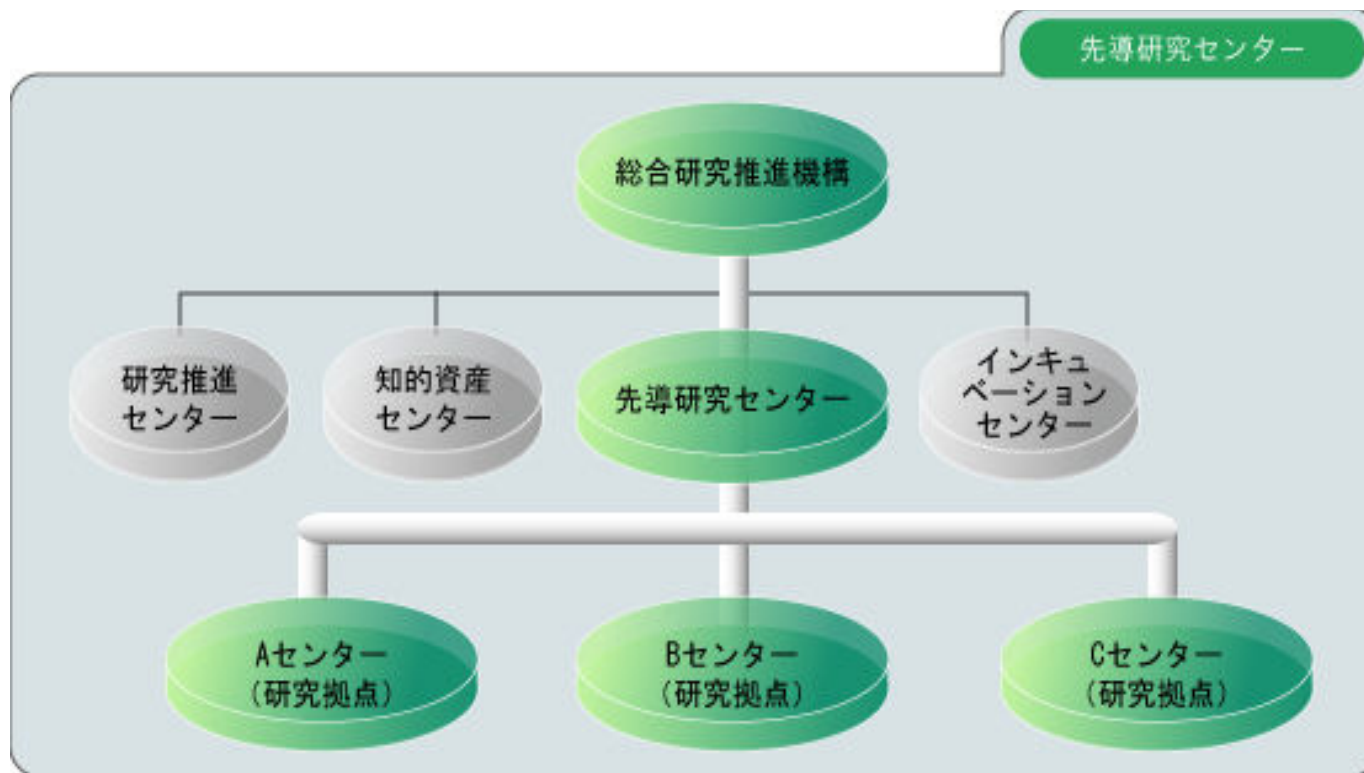 先導研究センター
総合研究推進機構
研究推進
センター
知的資産
センター
先導研究センター
インキュ
ベーション
センター
Aセンター
(研究拠点)
Bセンター
(研究拠点)
Cセンター
(研究拠点)